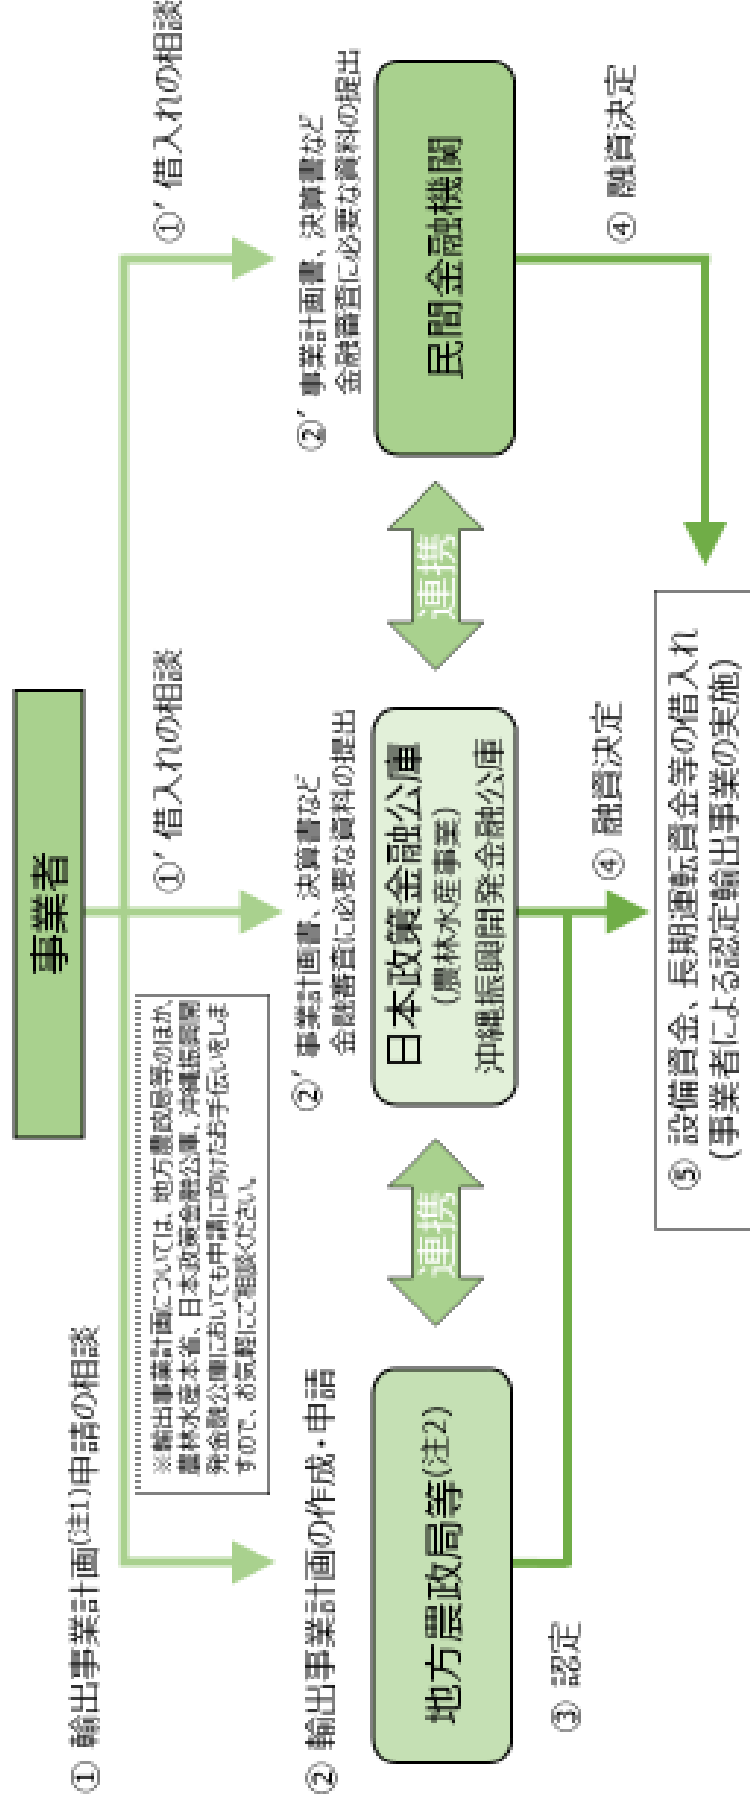 事業者
① 輸出事業計画(注1)申請の相談
①’ 借入れの相談
①’ 借入れの相談
※輸出事業計画については、地方農政局等のほか、
農林水産本省、日本政策金融公庫、沖縄振興開
発金融公庫においても申請に向けたお手伝いをしま
すので、お気軽にご相談ください。
② 輸出事業計画の作成・申請
②’ 事業計画書、決算書など
金融審査に必要な資料の提出
②’ 事業計画書、決算書など
金融審査に必要な資料の提出
地方農政局等(注2)
連携
日本政策金融公庫
(農林水産事業)
沖縄振興開発金融公庫
連携
民間金融機関
③ 認定
④ 融資決定
④ 融資決定
⑤ 設備資金、長期運転資金等の借入れ
(事業者による認定輸出事業の実施)